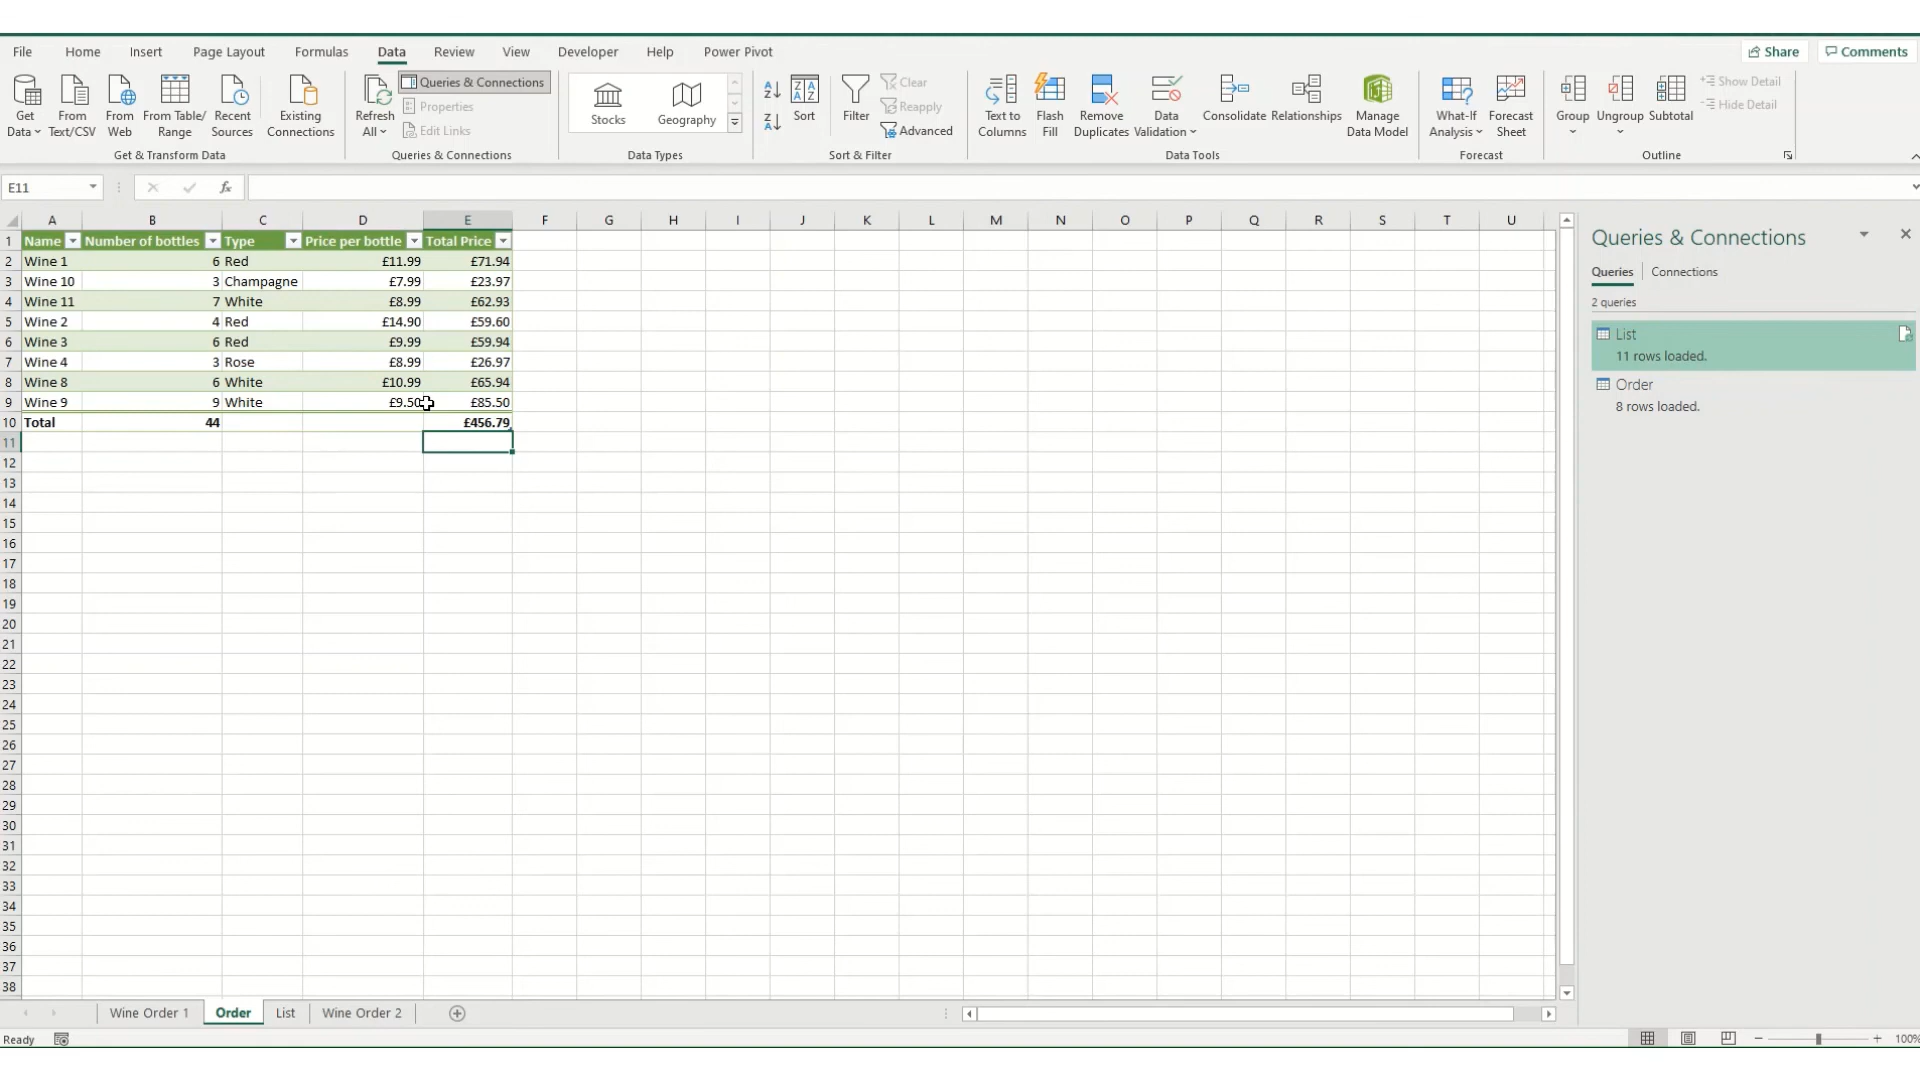 File Home Insert Page Layout Formulas Data Review View Developer Help Power Pivot Share Comments
Get Data From Text/CSV From Web From Table/ Range Recent Sources Existing Connections
Get & Transform Data
Refresh All Queries & Connections Properties Edit Links
Queries & Connections
Stocks Geography
Data Types
Sort Filter Clear Reapply Advanced
Sort & Filter
Text to Columns Flash Fill Remove Duplicates Data Validation Consolidate Relationships Manage Data Model
Data Tools
What-If Analysis Forecast Sheet
Forecast
Group Ungroup Subtotal Show Detail Hide Detail
Outline
E11 fx
A B C D E F G H I J K L M N O P Q R S T U
1 Name Number of bottles Type Price per bottle Total Price
2 Wine 1 6 Red £11.99 £71.94
3 Wine 10 3 Champagne £7.99 £23.97
4 Wine 11 7 White £8.99 £62.93
5 Wine 2 4 Red £14.90 £59.60
6 Wine 3 6 Red £9.99 £59.94
7 Wine 4 3 Rose £8.99 £26.97
8 Wine 8 6 White £10.99 £65.94
9 Wine 9 9 White £9.50 £85.50
10 Total 44 £456.79
11
12
13
14
15
16
17
18
19
20
21
22
23
24
25
26
27
28
29
30
31
32
33
34
35
36
37
38
Queries & Connections
Queries Connections
2 queries
List
11 rows loaded.
Order
8 rows loaded.
Wine Order 1 Order List Wine Order 2
Ready 100%